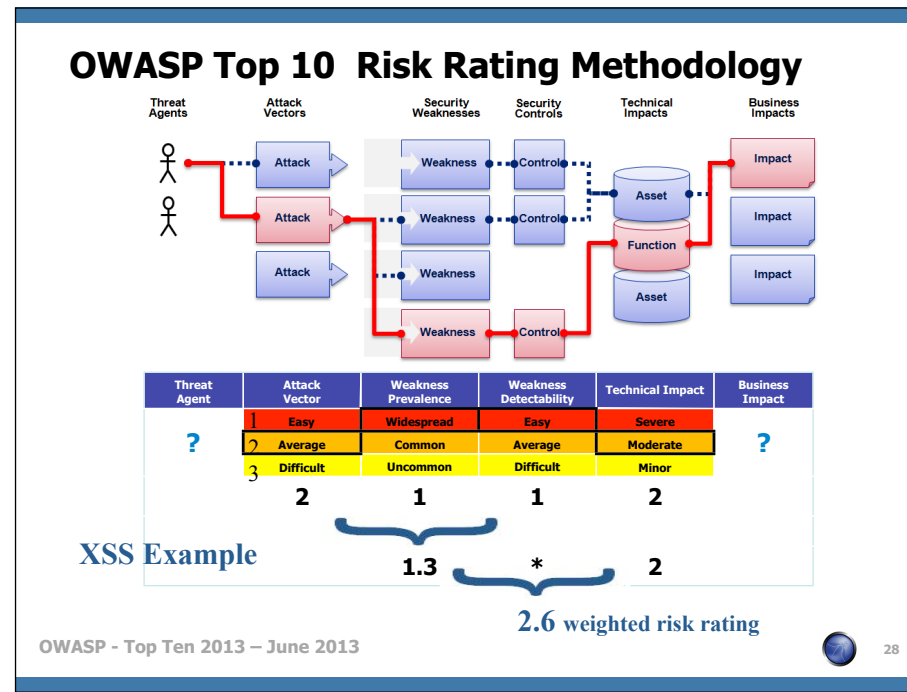 OWASP Top 10 Risk Rating Methodology
Threat Agents
Attack Vectors
Security Weaknesses
Security Controls
Technical Impacts
Business Impacts
Attack
Weakness
Control
Impact
Asset
Attack
Weakness
Control
Impact
Function
Attack
Weakness
Impact
Asset
Weakness
Control
Threat Agent
Attack Vector
Weakness Prevalence
Weakness Detectability
Technical Impact
Business Impact
1 Easy Widespread Easy Severe
? 2 Average Common Average Moderate ?
3 Difficult Uncommon Difficult Minor
2 1 1 2
XSS Example
1.3 * 2
2.6 weighted risk rating
OWASP - Top Ten 2013 – June 2013
28